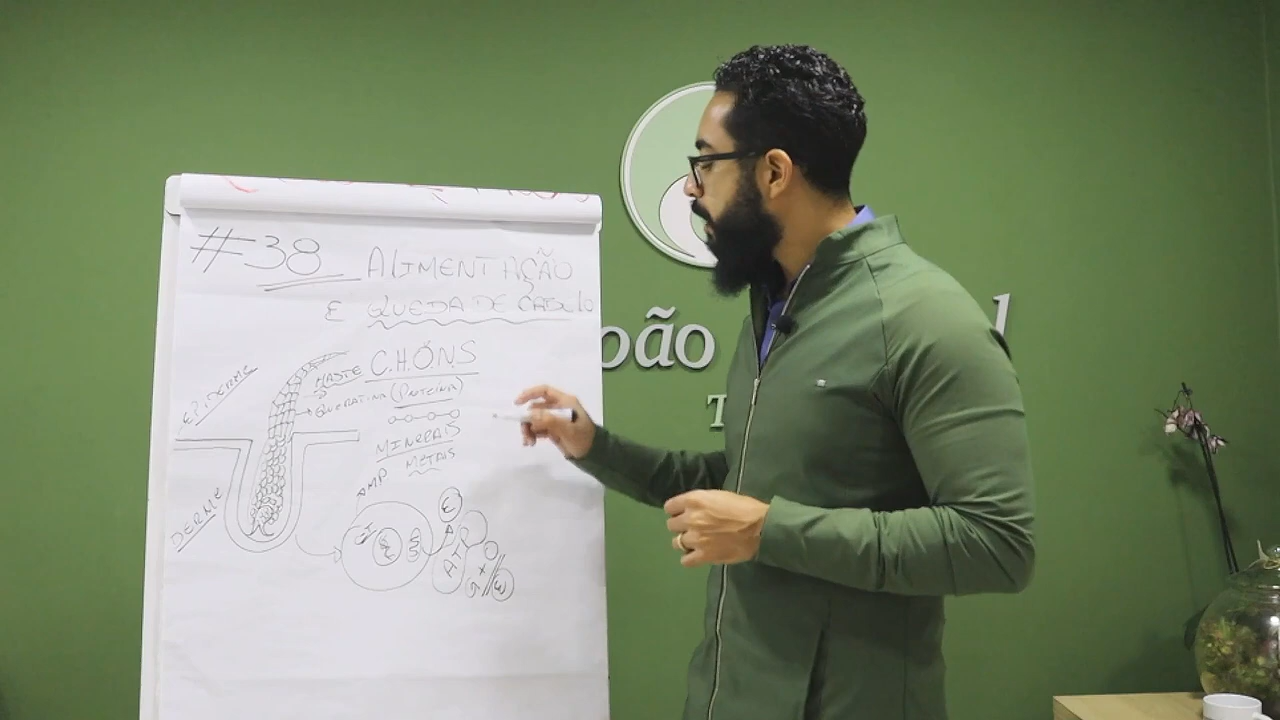 #38 ALIMENTAÇÃO
E QUEDA DE CABELO
C.H.Ó.N.S
HASTE
QUERATINA (PROTEÍNA)
EPIDERME
MINERAIS
METAIS
AMP
DERME
E
ATP
oão
T
l